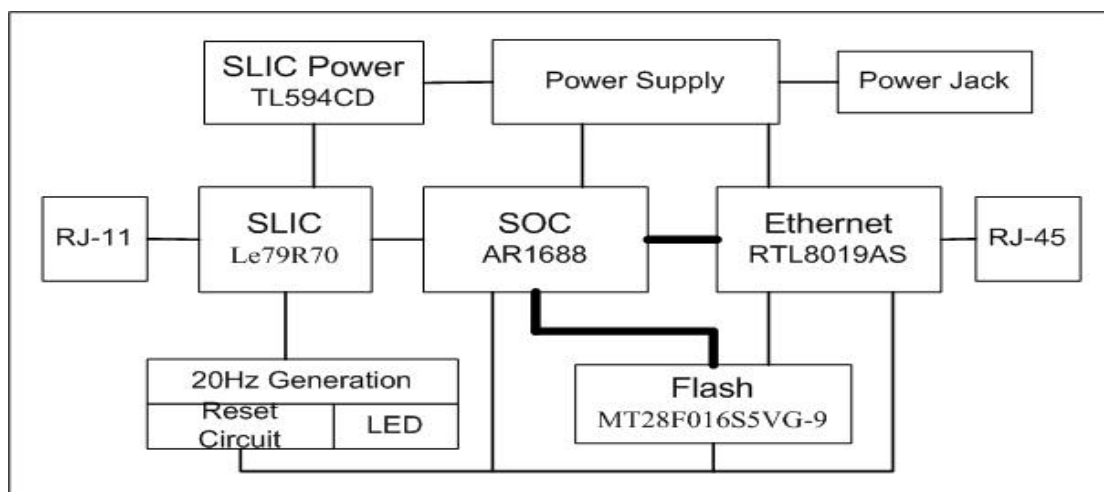 SLIC Power
TL594CD
Power Supply
Power Jack
RJ-11
SLIC
Le79R70
SOC
AR1688
Ethernet
RTL8019AS
RJ-45
20Hz Generation
Reset
Circuit
LED
Flash
MT28F016S5VG-9